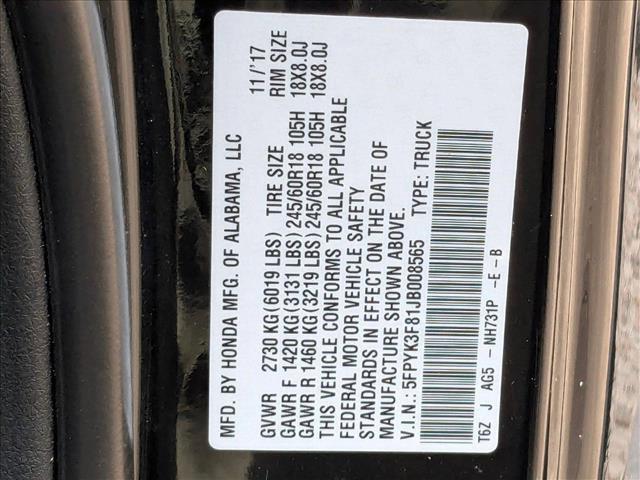 MFD. BY HONDA MFG. OF ALABAMA, LLC 11/'17
GVWR 2730 KG (6019 LBS) TIRE SIZE RIM SIZE
GAWR F 1420 KG (3131 LBS) 245/60R18 105H 18X8.0J
GAWR R 1460 KG (3219 LBS) 245/60R18 105H 18X8.0J
THIS VEHICLE CONFORMS TO ALL APPLICABLE
FEDERAL MOTOR VEHICLE SAFETY
STANDARDS IN EFFECT ON THE DATE OF
MANUFACTURE SHOWN ABOVE.
V.I.N.: 5FPYK3F81JB008565 TYPE: TRUCK
T6Z J AG5 - NH731P -E-B